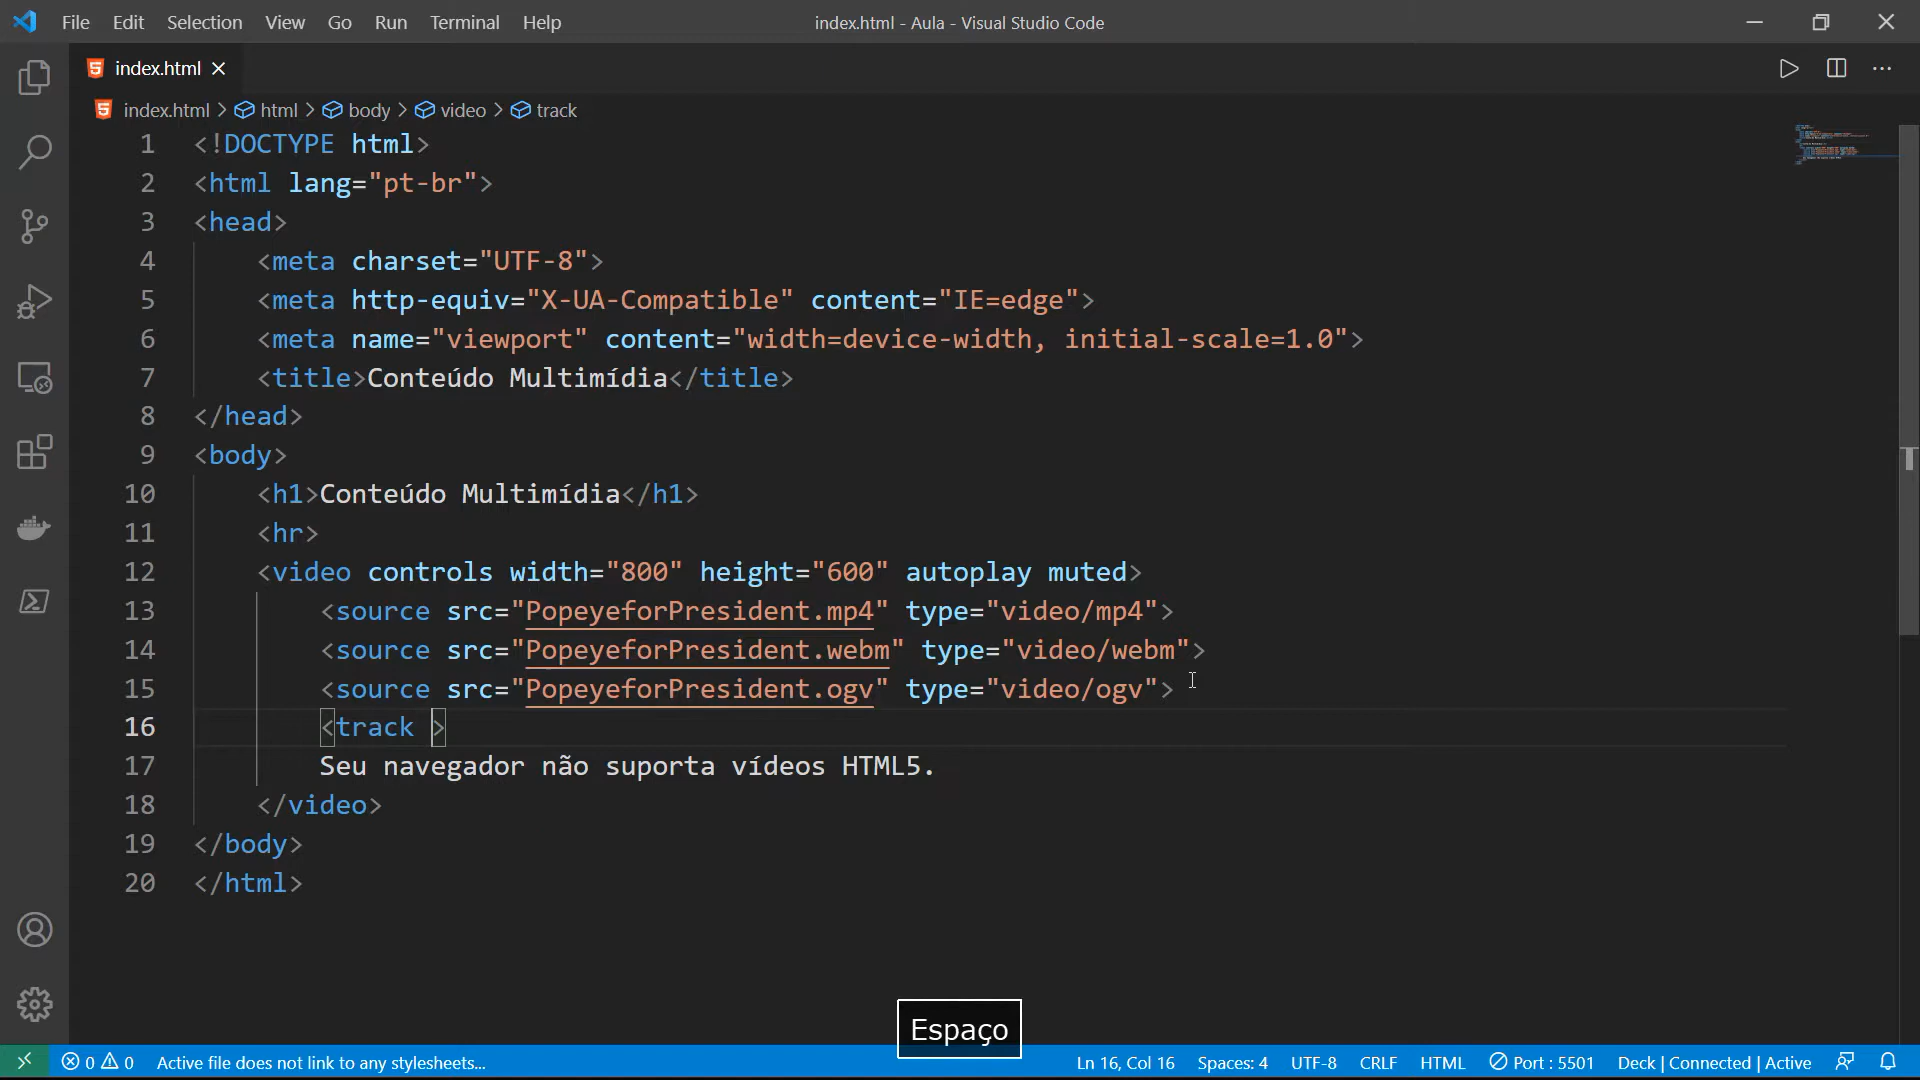 File Edit Selection View Go Run Terminal Help
index.html - Aula - Visual Studio Code
index.html
index.html > html > body > video > track
1 <!DOCTYPE html>
2 <html lang="pt-br">
3 <head>
4 <meta charset="UTF-8">
5 <meta http-equiv="X-UA-Compatible" content="IE=edge">
6 <meta name="viewport" content="width=device-width, initial-scale=1.0">
7 <title>Conteúdo Multimídia</title>
8 </head>
9 <body>
10 <h1>Conteúdo Multimídia</h1>
11 <hr>
12 <video controls width="800" height="600" autoplay muted>
13 <source src="PopeyeforPresident.mp4" type="video/mp4">
14 <source src="PopeyeforPresident.webm" type="video/webm">
15 <source src="PopeyeforPresident.ogv" type="video/ogv">
16 <track >
17 Seu navegador não suporta vídeos HTML5.
18 </video>
19 </body>
20 </html>
Espaço
0 0 Active file does not link to any stylesheets... Ln 16, Col 16 Spaces: 4 UTF-8 CRLF HTML Port : 5501 Deck | Connected | Active